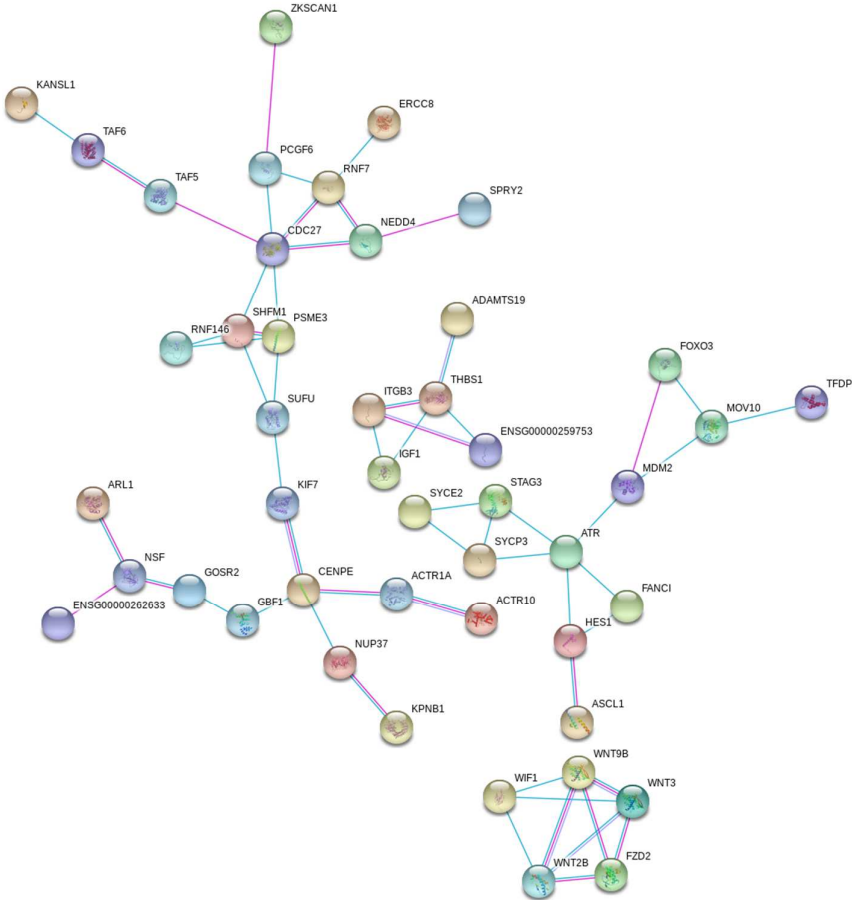 ZKSCAN1
KANSL1
ERCC8
TAF6
PCGF6
RNF7
TAF5
SPRY2
NEDD4
CDC27
ADAMTS19
SHFM1
PSME3
RNF146
FOXO3
THBS1
TFDP
ITGB3
SUFU
MOV10
ENSG00000259753
IGF1
MDM2
ARL1
KIF7
SYCE2
STAG3
ATR
SYCP3
NSF
GOSR2
CENPE
ACTR1A
FANCI
ENSG00000262633
GBF1
ACTR10
HES1
NUP37
ASCL1
KPNB1
WNT9B
WIF1
WNT3
WNT2B
FZD2